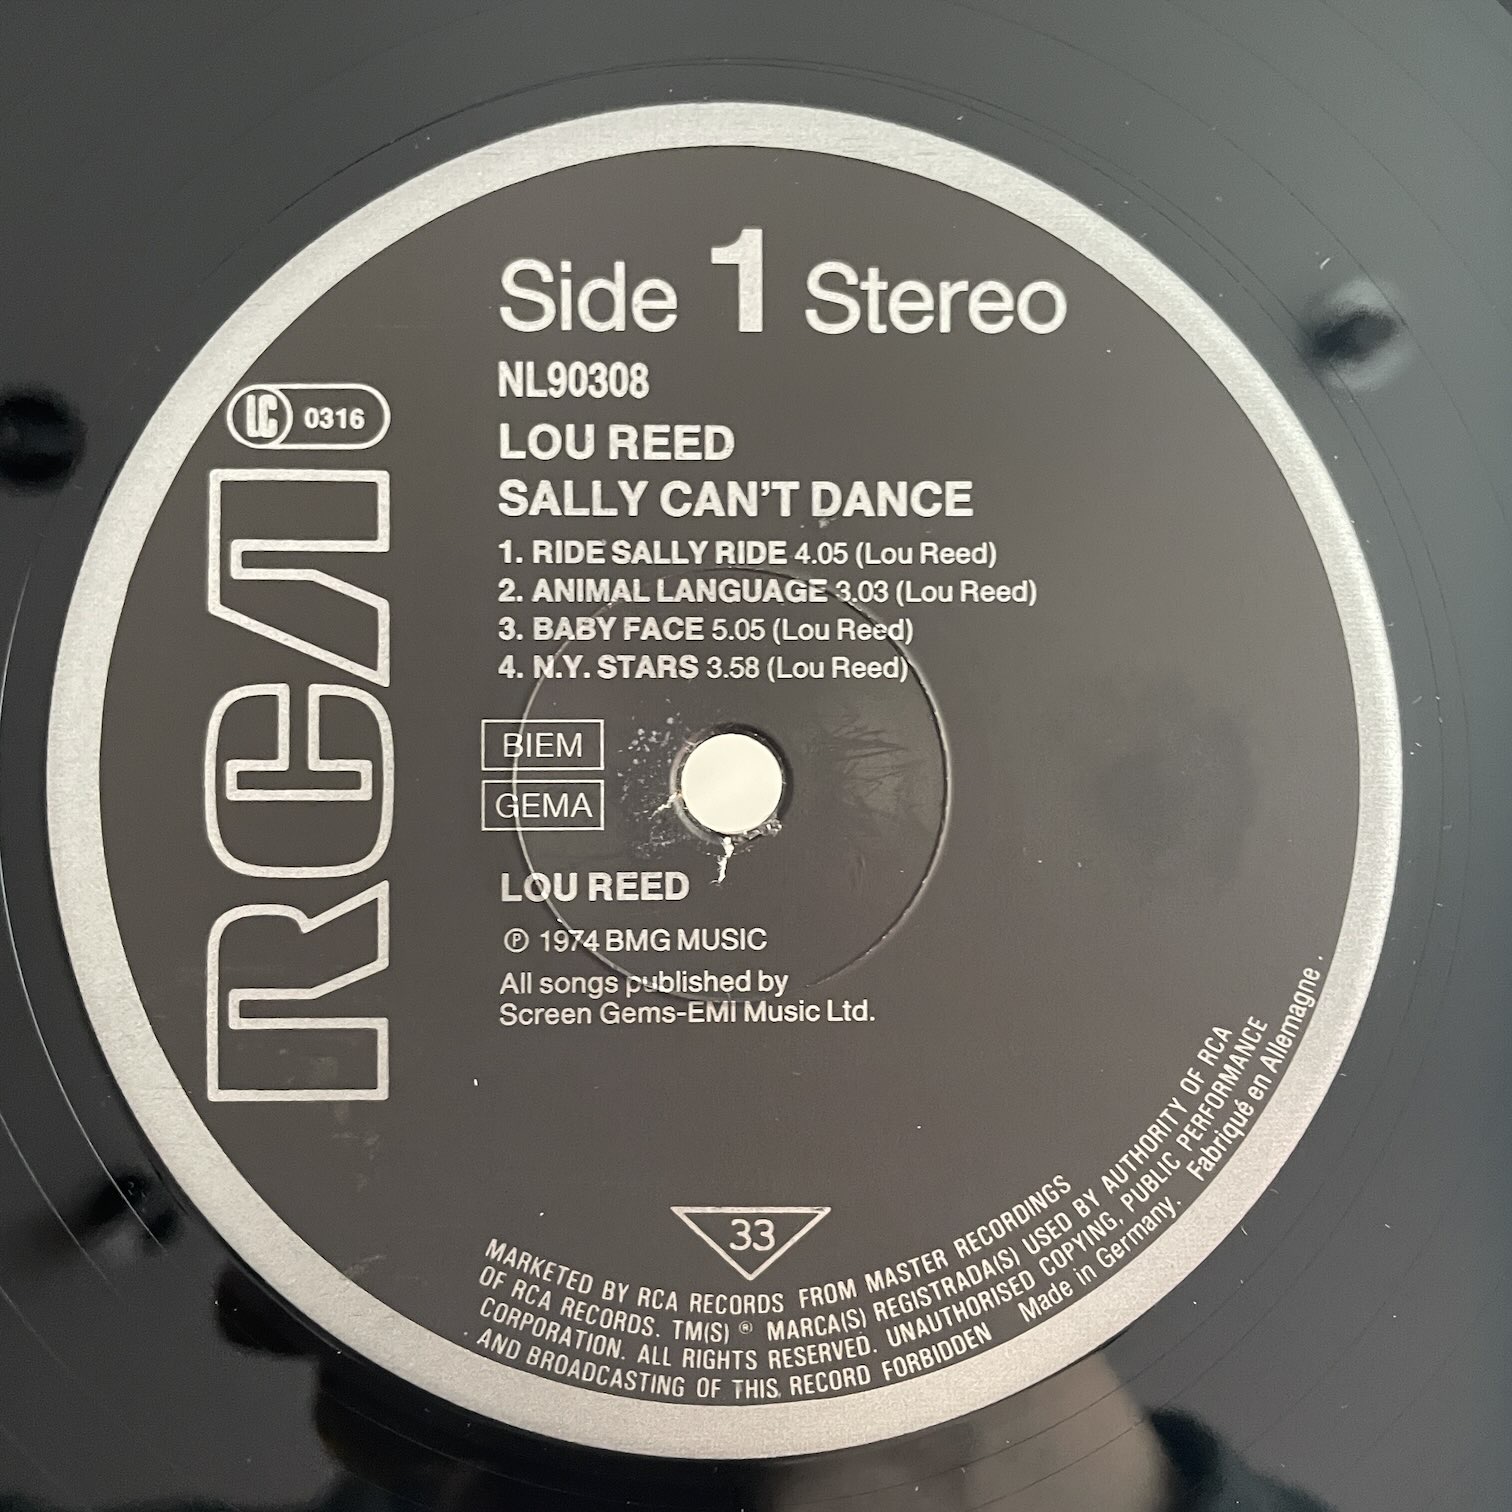 Side 1 Stereo
NL90308
LC 0316
LOU REED
SALLY CAN'T DANCE
1. RIDE SALLY RIDE 4.05 (Lou Reed)
2. ANIMAL LANGUAGE 3.03 (Lou Reed)
3. BABY FACE 5.05 (Lou Reed)
4. N.Y. STARS 3.58 (Lou Reed)
RCA
BIEM
GEMA
LOU REED
℗ 1974 BMG MUSIC
All songs published by
Screen Gems-EMI Music Ltd.
33
MARKETED BY RCA RECORDS FROM MASTER RECORDINGS
OF RCA RECORDS. TM(S) ® MARCA(S) REGISTRADA(S) USED BY AUTHORITY OF RCA
CORPORATION. ALL RIGHTS RESERVED. UNAUTHORISED COPYING, PUBLIC PERFORMANCE
AND BROADCASTING OF THIS RECORD FORBIDDEN Made in Germany. Fabriqué en Allemagne.